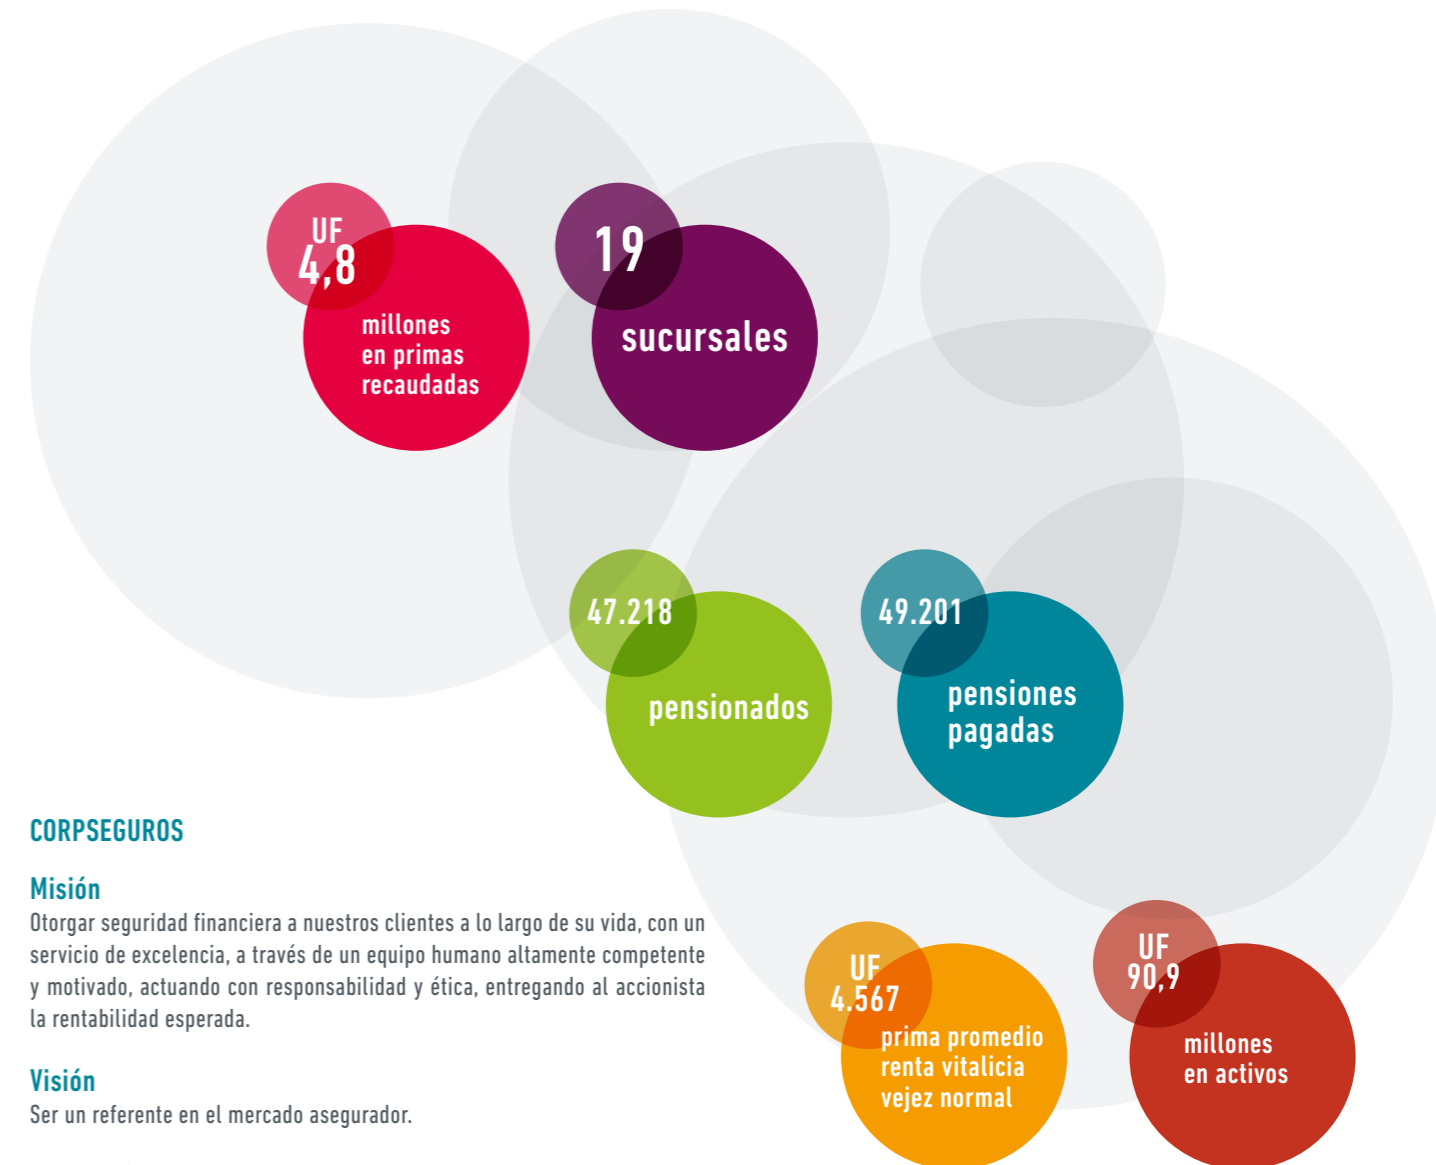 UF
4,8
millones
en primas
recaudadas
19
sucursales
47.218
pensionados
49.201
pensiones
pagadas
CORPSEGUROS
Misión
Otorgar seguridad financiera a nuestros clientes a lo largo de su vida, con un
servicio de excelencia, a través de un equipo humano altamente competente
y motivado, actuando con responsabilidad y ética, entregando al accionista
la rentabilidad esperada.
Visión
Ser un referente en el mercado asegurador.
UF
4.567
prima promedio
renta vitalicia
vejez normal
UF
90,9
millones
en activos